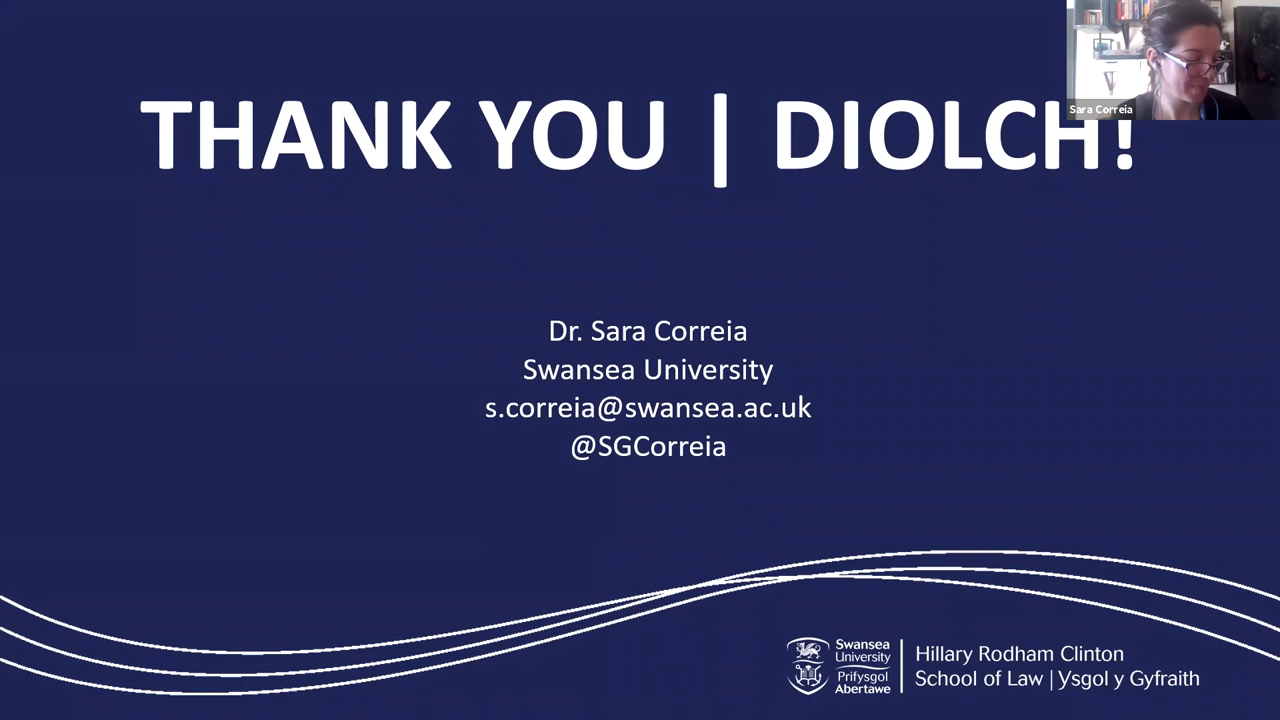 Sara Correia
THANK YOU | DIOLCH!
Dr. Sara Correia
Swansea University
s.correia@swansea.ac.uk
@SGCorreia
Swansea
University
Prifysgol
Abertawe
Hillary Rodham Clinton
School of Law | Ysgol y Gyfraith